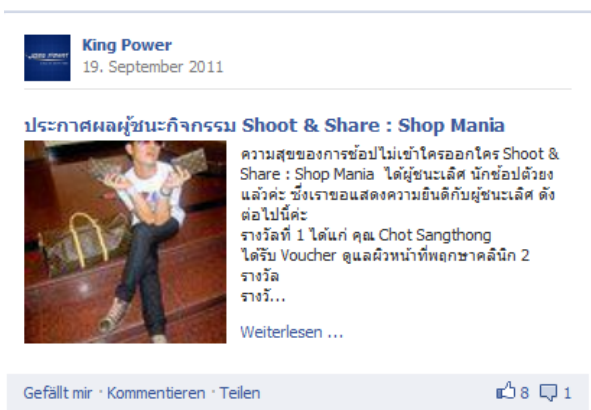 King Power
19. September 2011
ประกาศผลผู้ชนะกิจกรรม Shoot & Share : Shop Mania
ความสุขของการช้อปไม่เข้าใครออกใคร Shoot &
Share : Shop Mania ได้ผู้ชนะเลิศ นักช้อปตัวยง
แล้วค่ะ ซึ่งเราขอแสดงความยินดีกับผู้ชนะเลิศ ดัง
ต่อไปนี้ค่ะ
รางวัลที่ 1 ได้แก่ คุณ Chot Sangthong
ได้รับ Voucher ดูแลผิวหน้าที่พฤกษาคลินิก 2
รางวัล
รางวั...
Weiterlesen ...
Gefällt mir · Kommentieren · Teilen
8 1